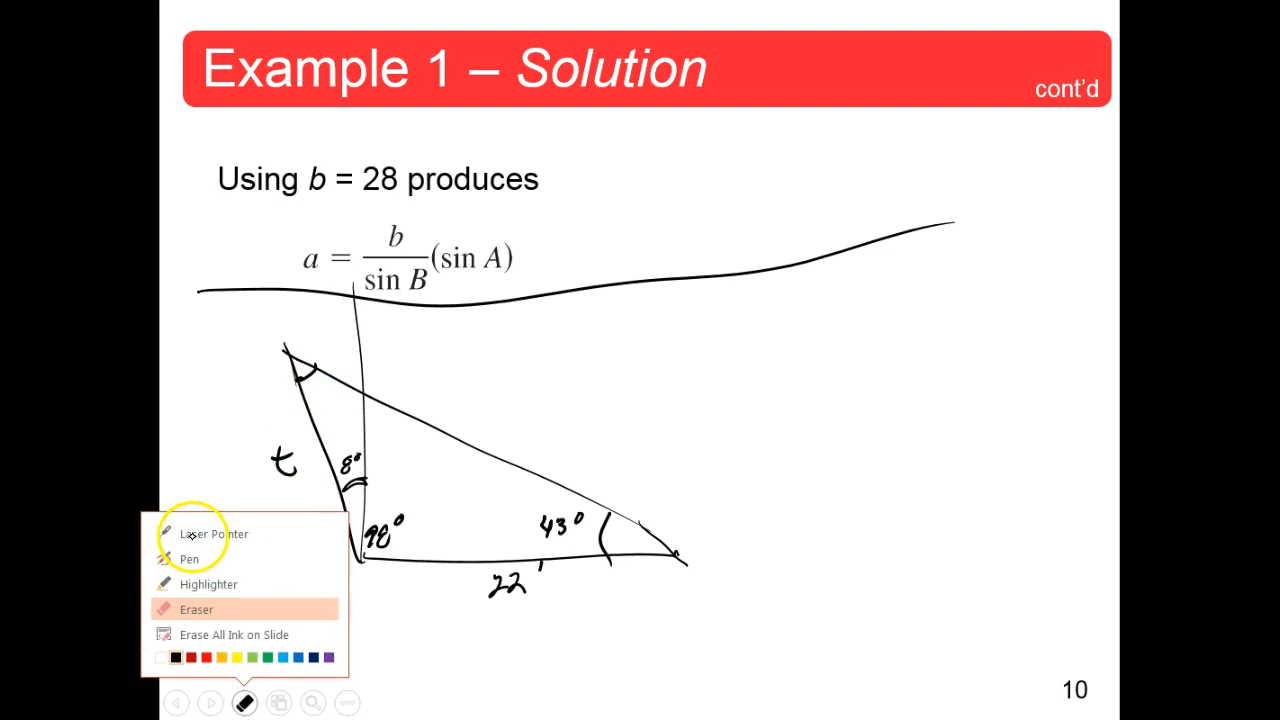 Example 1 – Solution
cont'd
Using b = 28 produces
a = b / sin B (sin A)
t
8°
98°
43°
22'
Laser Pointer
Pen
Highlighter
Eraser
Erase All Ink on Slide
10